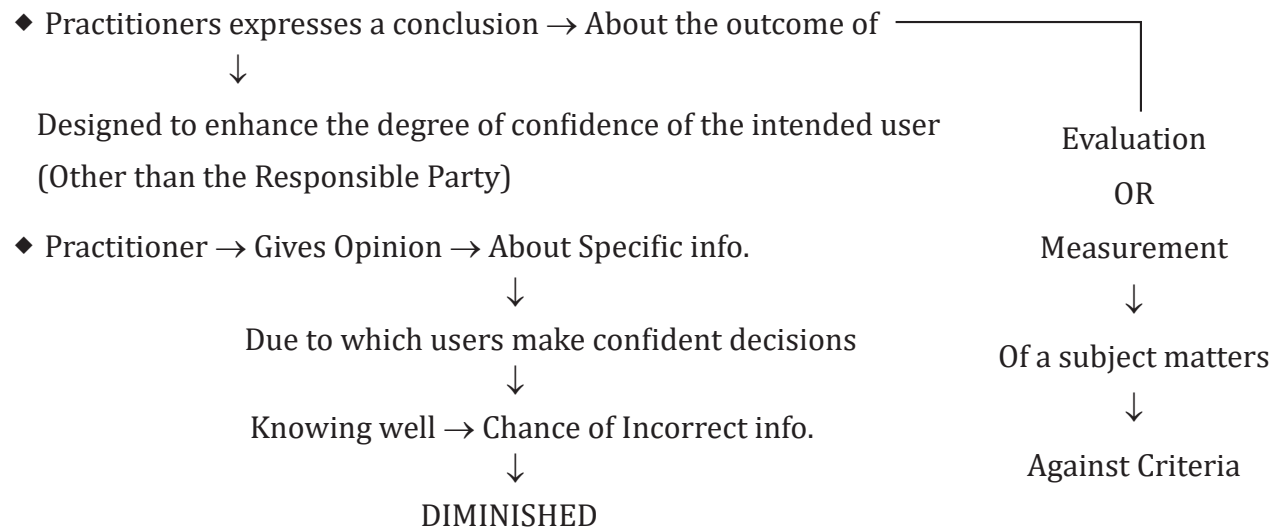 ◆ Practitioners expresses a conclusion → About the outcome of
↓
Designed to enhance the degree of confidence of the intended user
(Other than the Responsible Party)
Evaluation
OR
Measurement
↓
Of a subject matters
↓
Against Criteria
◆ Practitioner → Gives Opinion → About Specific info.
↓
Due to which users make confident decisions
↓
Knowing well → Chance of Incorrect info.
↓
DIMINISHED